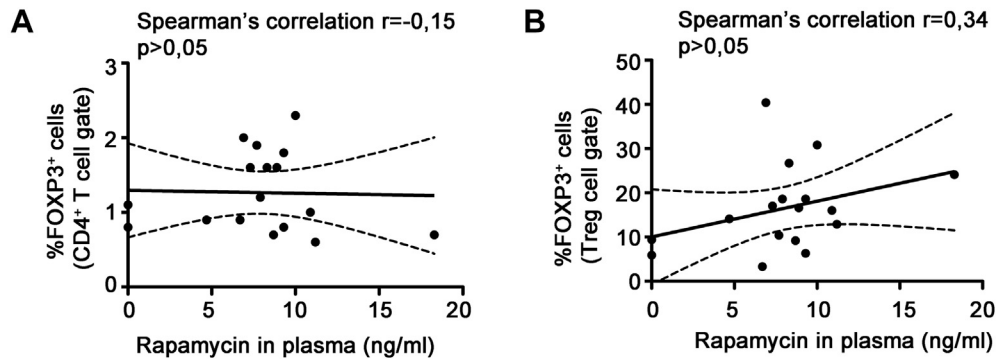 A
Spearman’s correlation r=-0,15
p>0,05
%FOXP3⁺ cells
(CD4⁺ T cell gate)
3
2
1
0
0 5 10 15 20
Rapamycin in plasma (ng/ml)
B
Spearman’s correlation r=0,34
p>0,05
%FOXP3⁺ cells
(Treg cell gate)
50
40
30
20
10
0
0 5 10 15 20
Rapamycin in plasma (ng/ml)